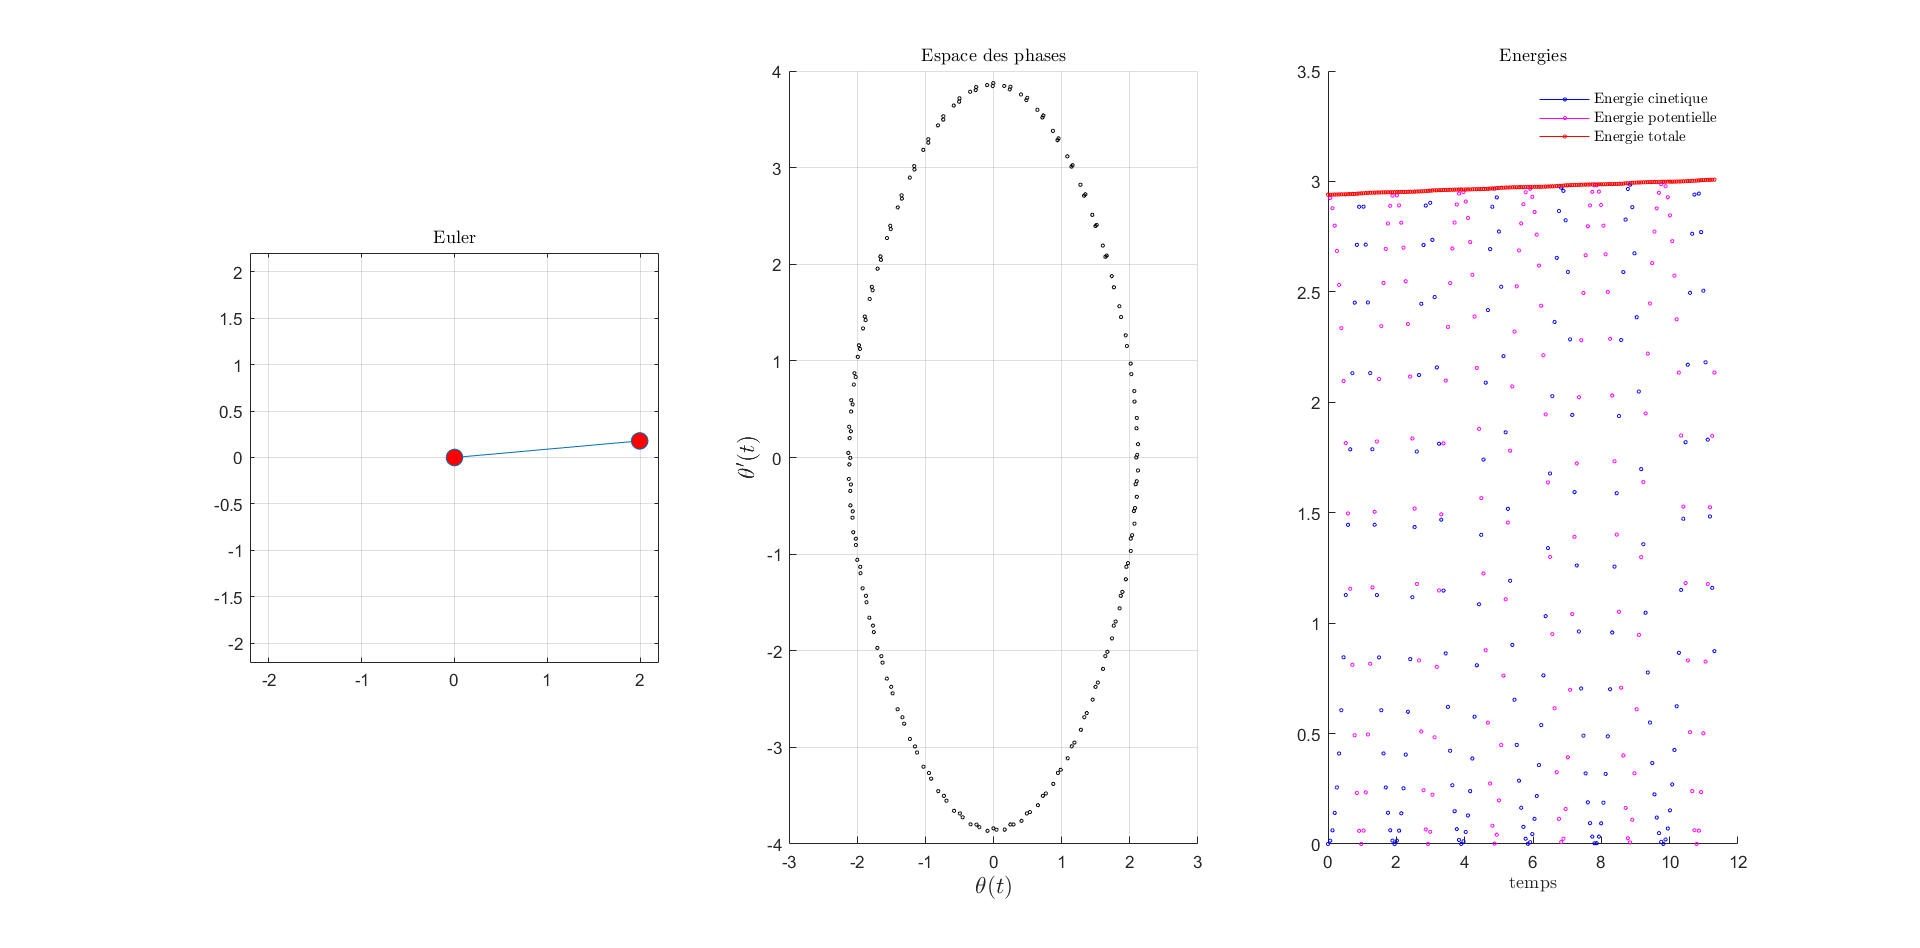 Euler
2
1.5
1
0.5
0
-0.5
-1
-1.5
-2
-2 -1 0 1 2
Espace des phases
4
3
2
1
0
-1
-2
-3
-4
θ′(t)
-3 -2 -1 0 1 2 3
θ(t)
Energies
3.5
3
2.5
2
1.5
1
0.5
0
Energie cinetique
Energie potentielle
Energie totale
0 2 4 6 8 10 12
temps